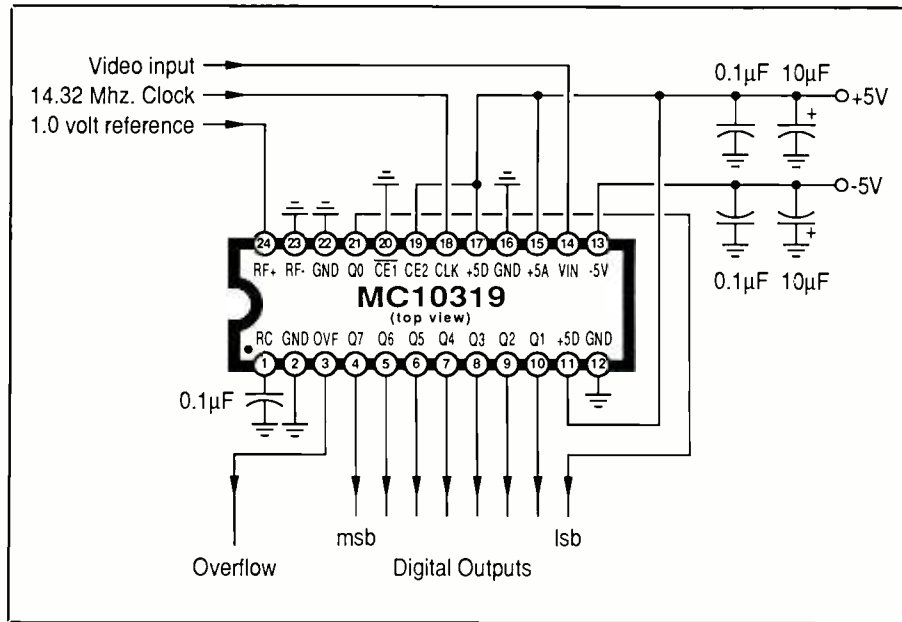 Video input
14.32 Mhz. Clock
1.0 volt reference
0.1µF 10µF
+
+5V
-5V
+
0.1µF 10µF
24 23 22 21 20 19 18 17 16 15 14 13
RF+ RF- GND Q0 CE1 CE2 CLK +5D GND +5A VIN -5V
MC10319
(top view)
RC GND OVF Q7 Q6 Q5 Q4 Q3 Q2 Q1 +5D GND
1 2 3 4 5 6 7 8 9 10 11 12
0.1µF
msb lsb
Overflow Digital Outputs